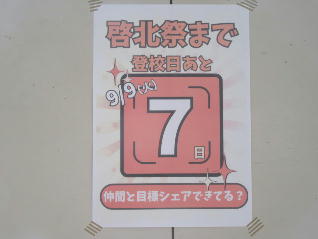 啓北祭まで
登校日あと
9/9(火)
7
日
仲間と目標シェアできてる？